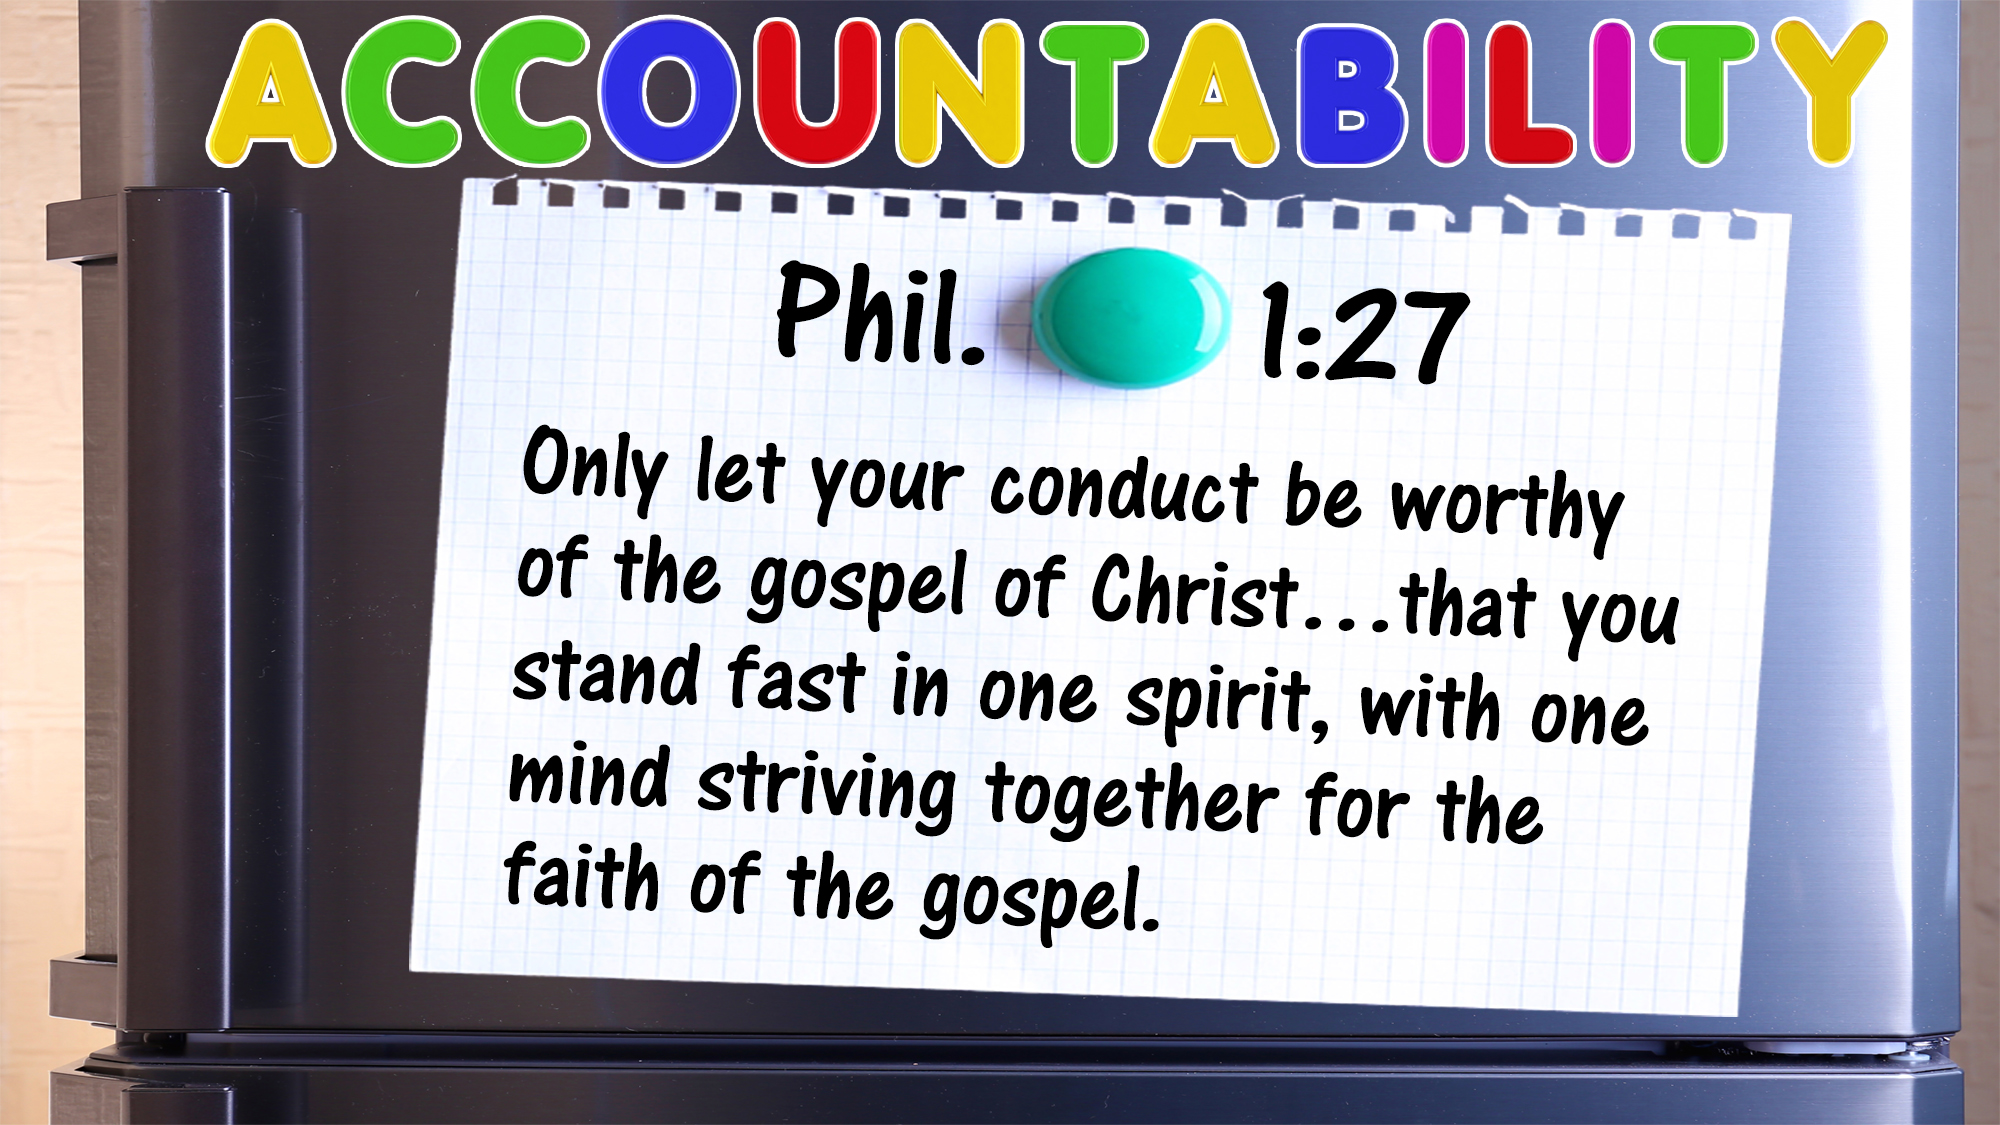 ACCOUNTABILITY
Phil. 1:27
Only let your conduct be worthy
of the gospel of Christ...that you
stand fast in one spirit, with one
mind striving together for the
faith of the gospel.